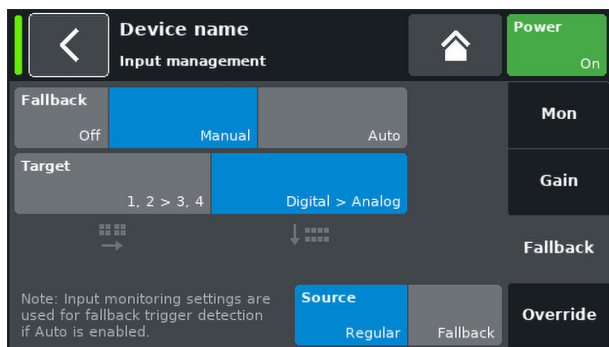 Device name
Input management
Power
On
Fallback
Off
Manual
Auto
Mon
Target
1, 2 > 3, 4
Digital > Analog
Gain
Fallback
Note: Input monitoring settings are
used for fallback trigger detection
if Auto is enabled.
Source
Regular
Fallback
Override